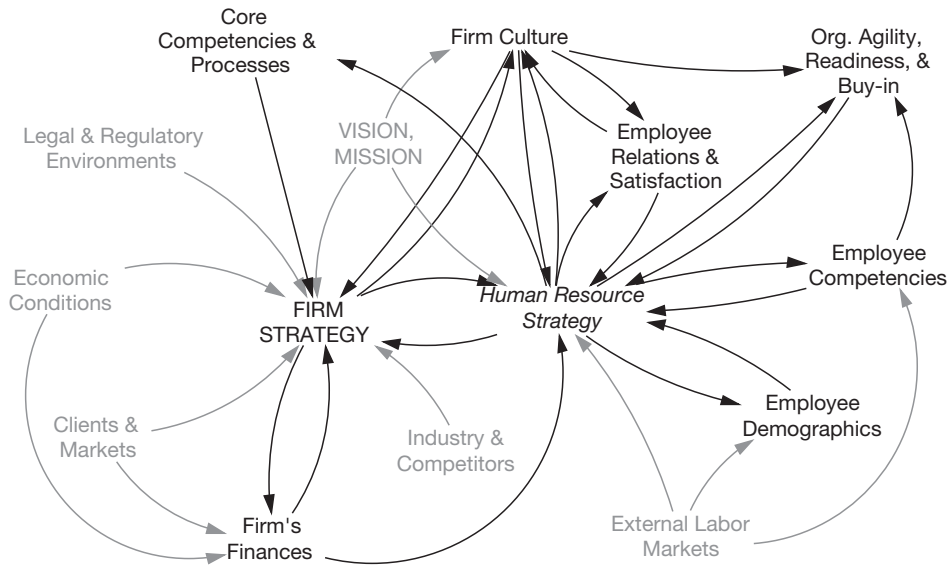 Core
Competencies &
Processes
Firm Culture
Org. Agility,
Readiness, &
Buy-in
Legal & Regulatory
Environments
VISION,
MISSION
Employee
Relations &
Satisfaction
Economic
Conditions
FIRM
STRATEGY
Human Resource
Strategy
Employee
Competencies
Clients &
Markets
Industry &
Competitors
Employee
Demographics
Firm's
Finances
External Labor
Markets